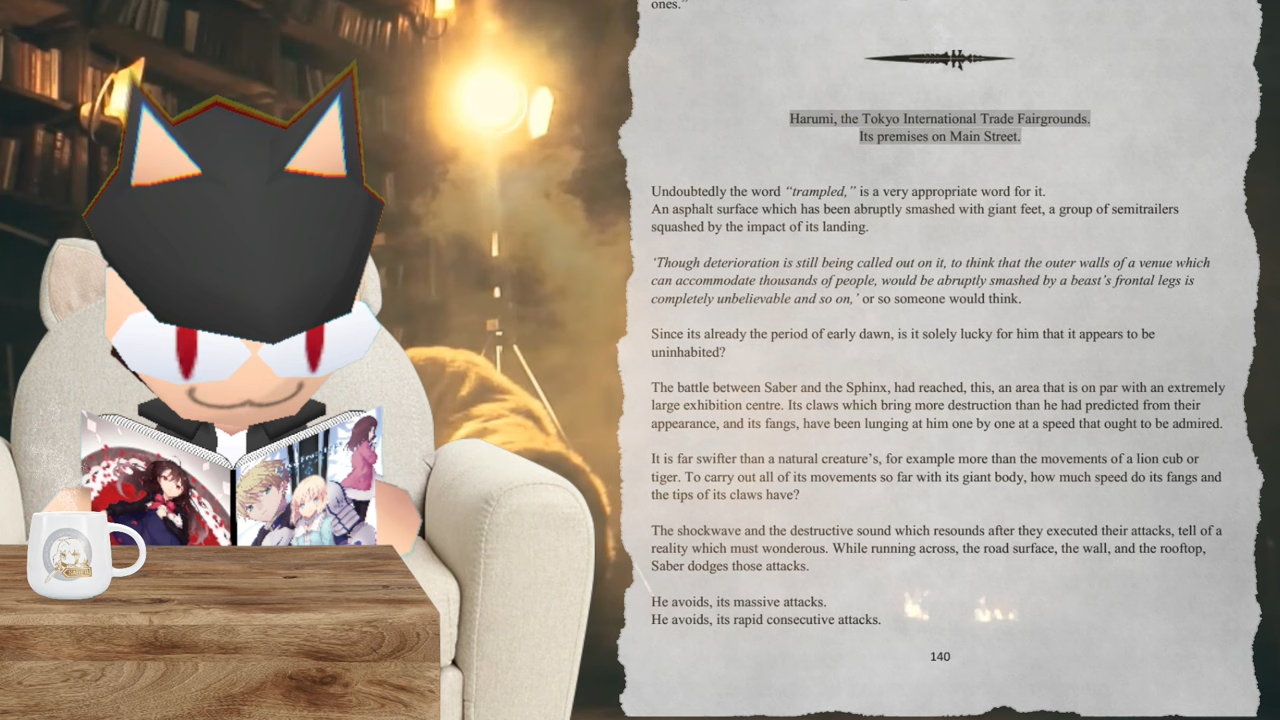 ones.”
Harumi, the Tokyo International Trade Fairgrounds.
Its premises on Main Street.
Undoubtedly the word “trampled,” is a very appropriate word for it.
An asphalt surface which has been abruptly smashed with giant feet, a group of semitrailers
squashed by the impact of its landing.
‘Though deterioration is still being called out on it, to think that the outer walls of a venue which
can accommodate thousands of people, would be abruptly smashed by a beast’s frontal legs is
completely unbelievable and so on,’ or so someone would think.
Since its already the period of early dawn, is it solely lucky for him that it appears to be
uninhabited?
The battle between Saber and the Sphinx, had reached, this, an area that is on par with an extremely
large exhibition centre. Its claws which bring more destruction than he had predicted from their
appearance, and its fangs, have been lunging at him one by one at a speed that ought to be admired.
It is far swifter than a natural creature’s, for example more than the movements of a lion cub or
tiger. To carry out all of its movements so far with its giant body, how much speed do its fangs and
the tips of its claws have?
The shockwave and the destructive sound which resounds after they executed their attacks, tell of a
reality which must wonderous. While running across, the road surface, the wall, and the rooftop,
Saber dodges those attacks.
He avoids, its massive attacks.
He avoids, its rapid consecutive attacks.
140